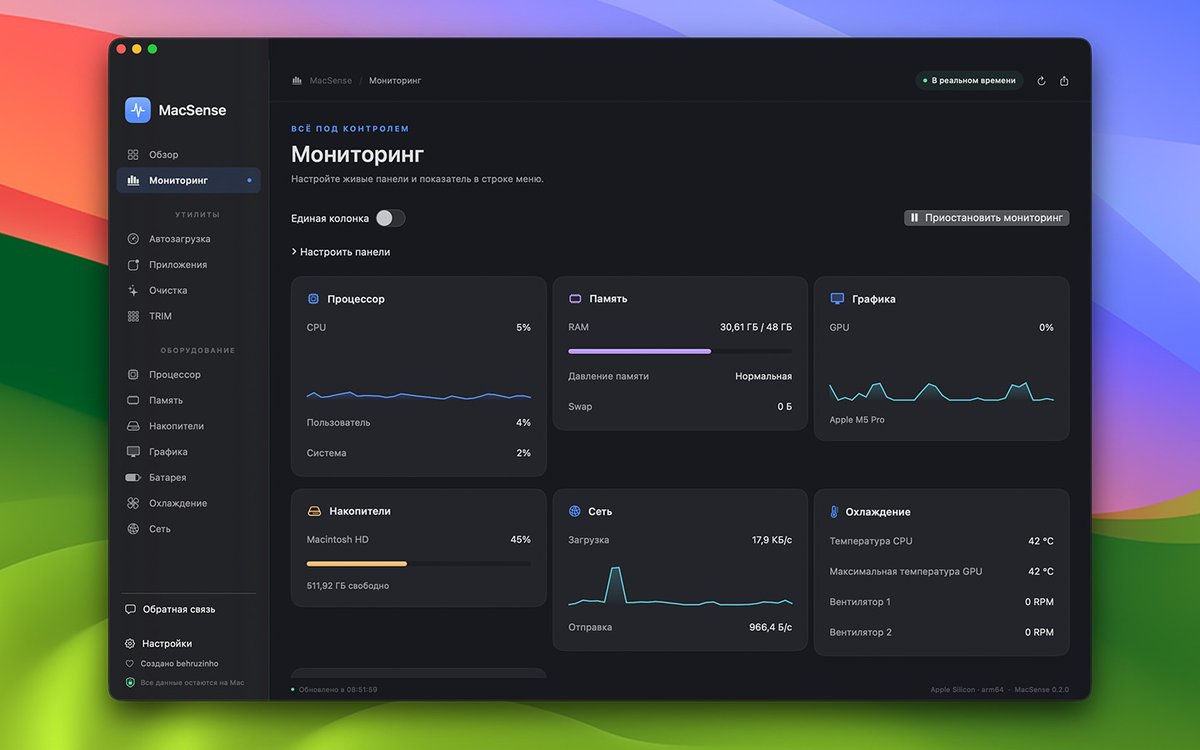 MacSense
Обзор
Мониторинг
УТИЛИТЫ
Автозагрузка
Приложения
Очистка
TRIM
ОБОРУДОВАНИЕ
Процессор
Память
Накопители
Графика
Батарея
Охлаждение
Сеть
Обратная связь
Настройки
Создано behruzinho
Все данные остаются на Mac
MacSense / Мониторинг
В реальном времени
ВСЁ ПОД КОНТРОЛЕМ
Мониторинг
Настройте живые панели и показатель в строке меню.
Единая колонка
Приостановить мониторинг
Настроить панели
Процессор
CPU 5%
Пользователь 4%
Система 2%
Память
RAM 30,61 ГБ / 48 ГБ
Давление памяти Нормальная
Swap 0 Б
Графика
GPU 0%
Apple M5 Pro
Накопители
Macintosh HD 45%
511,92 ГБ свободно
Сеть
Загрузка 17,9 КБ/с
Отправка 966,4 Б/с
Охлаждение
Температура CPU 42 °C
Максимальная температура GPU 42 °C
Вентилятор 1 0 RPM
Вентилятор 2 0 RPM
Обновлено в 08:51:59
Apple Silicon · arm64 · MacSense 0.2.0